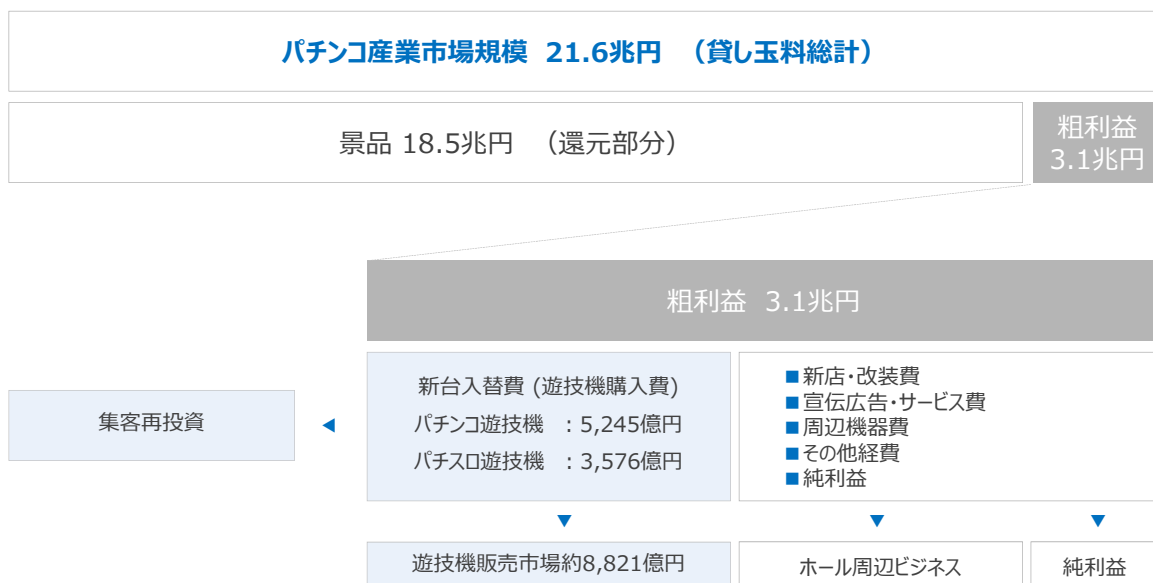 パチンコ産業市場規模 21.6兆円 （貸し玉料総計）
景品 18.5兆円 （還元部分）
粗利益
3.1兆円
粗利益 3.1兆円
新台入替費 (遊技機購入費)
パチンコ遊技機 ：5,245億円
パチスロ遊技機 ：3,576億円
■新店・改装費
■宣伝広告・サービス費
■周辺機器費
■その他経費
■純利益
集客再投資
遊技機販売市場約8,821億円
ホール周辺ビジネス
純利益